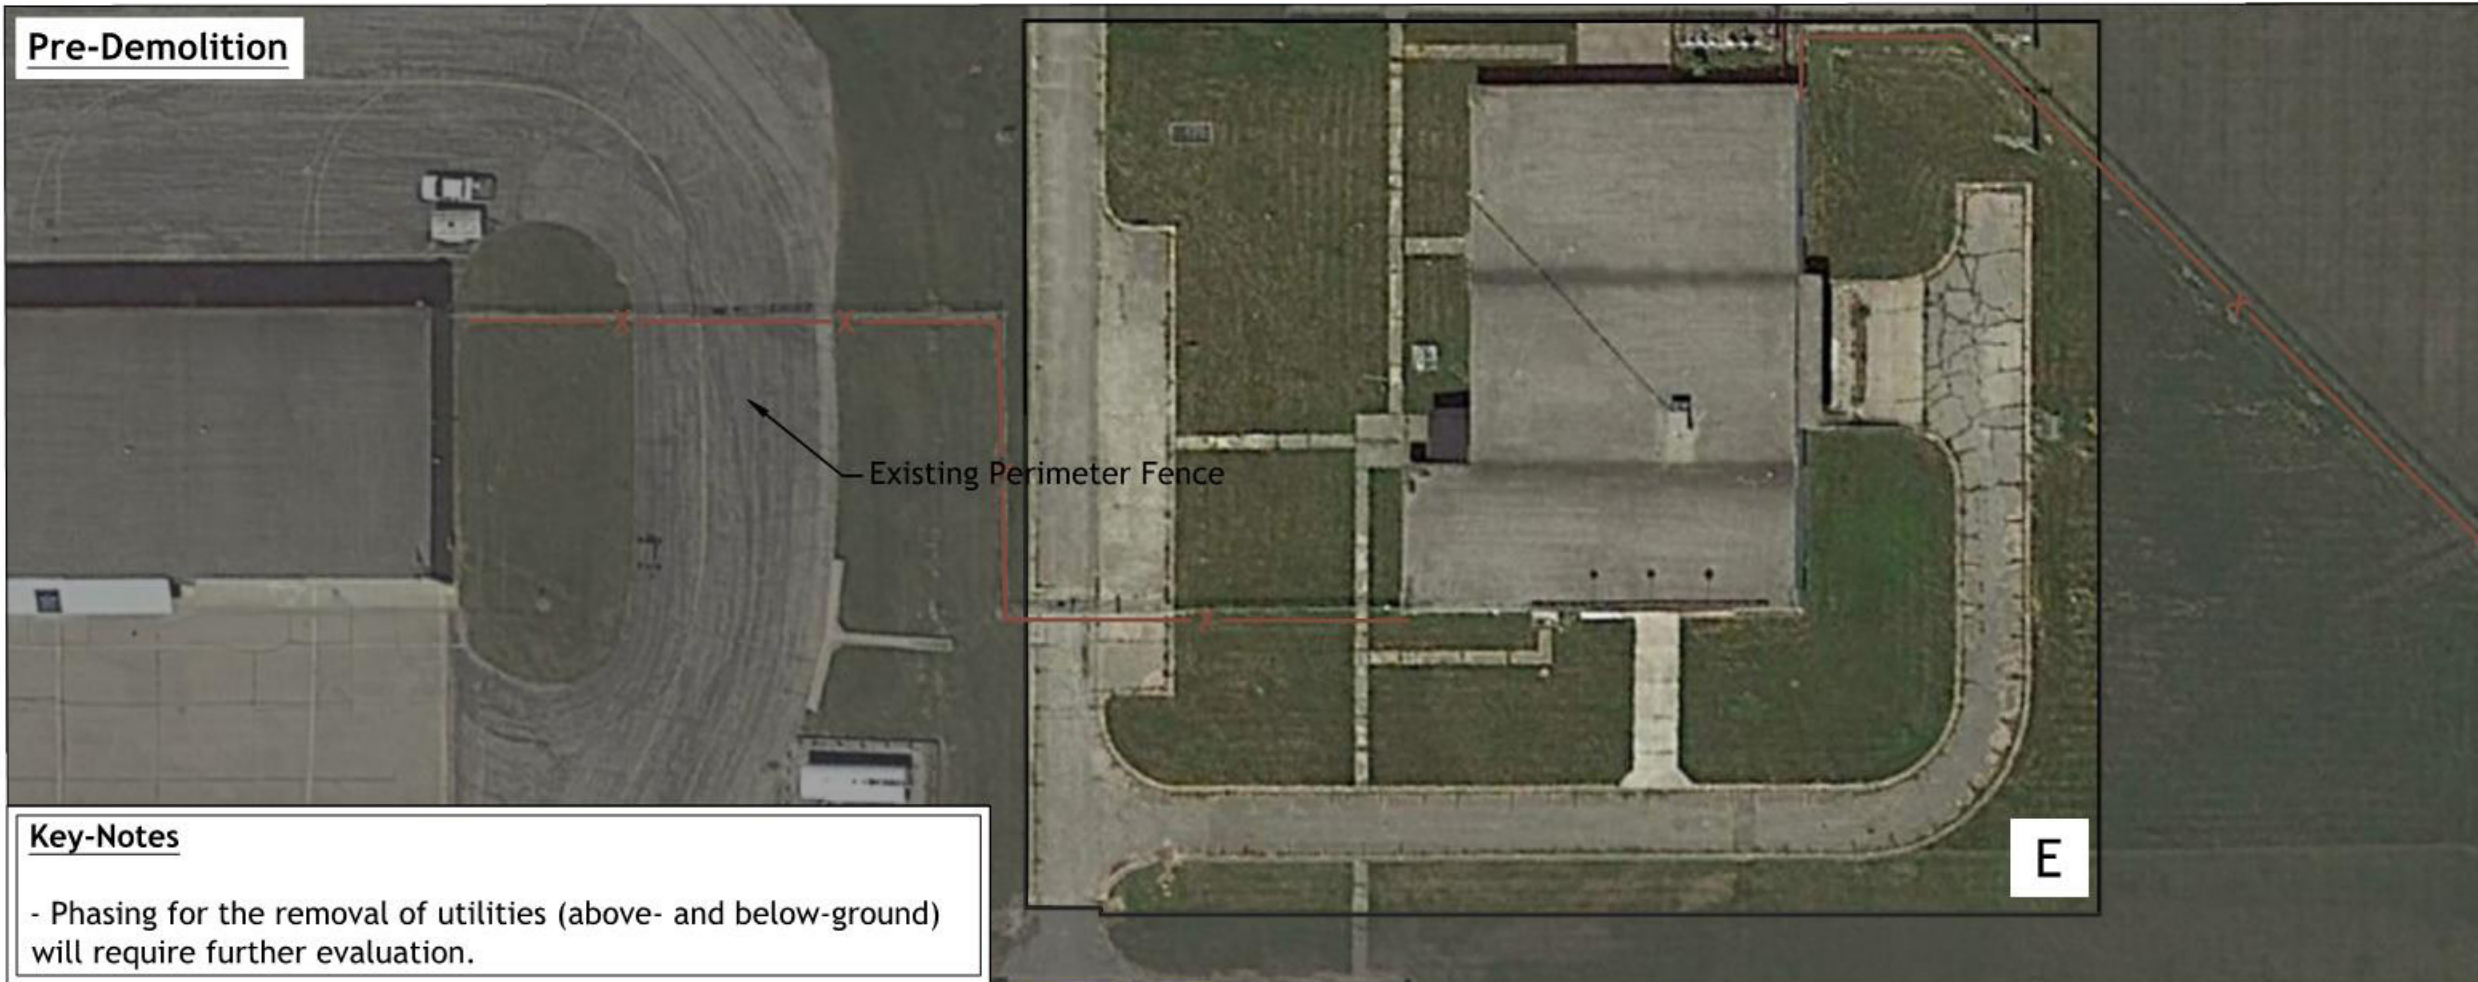 Pre-Demolition
Existing Perimeter Fence
E
Key-Notes
- Phasing for the removal of utilities (above- and below-ground)
will require further evaluation.